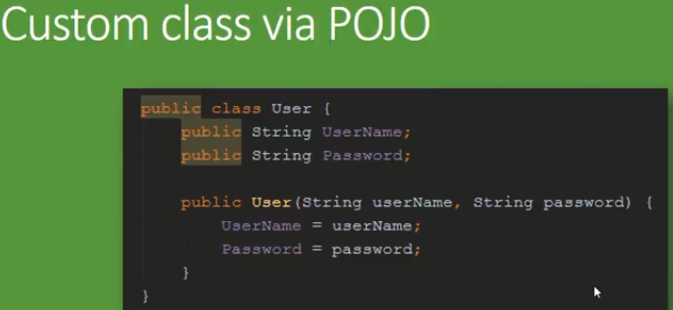 Custom class via POJO
public class User {
public String UserName;
public String Password;
public User(String userName, String password) {
UserName = userName;
Password = password;
}
}